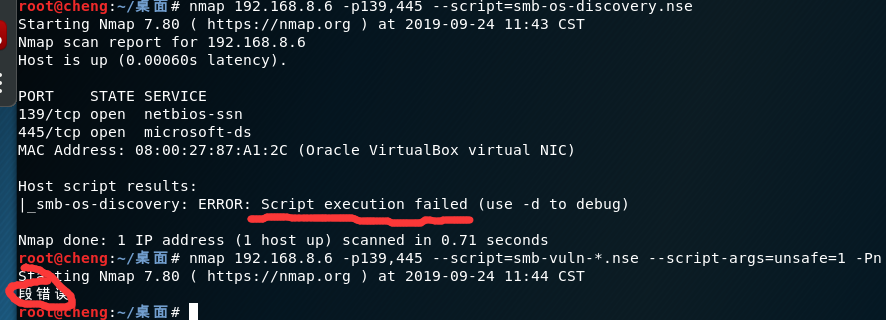 root@cheng:~/桌面# nmap 192.168.8.6 -p139,445 --script=smb-os-discovery.nse
Starting Nmap 7.80 ( https://nmap.org ) at 2019-09-24 11:43 CST
Nmap scan report for 192.168.8.6
Host is up (0.00060s latency).
PORT    STATE SERVICE
139/tcp open  netbios-ssn
445/tcp open  microsoft-ds
MAC Address: 08:00:27:87:A1:2C (Oracle VirtualBox virtual NIC)
Host script results:
|_smb-os-discovery: ERROR: Script execution failed (use -d to debug)
Nmap done: 1 IP address (1 host up) scanned in 0.71 seconds
root@cheng:~/桌面# nmap 192.168.8.6 -p139,445 --script=smb-vuln-*.nse --script-args=unsafe=1 -Pn
Starting Nmap 7.80 ( https://nmap.org ) at 2019-09-24 11:44 CST
段错误
root@cheng:~/桌面#